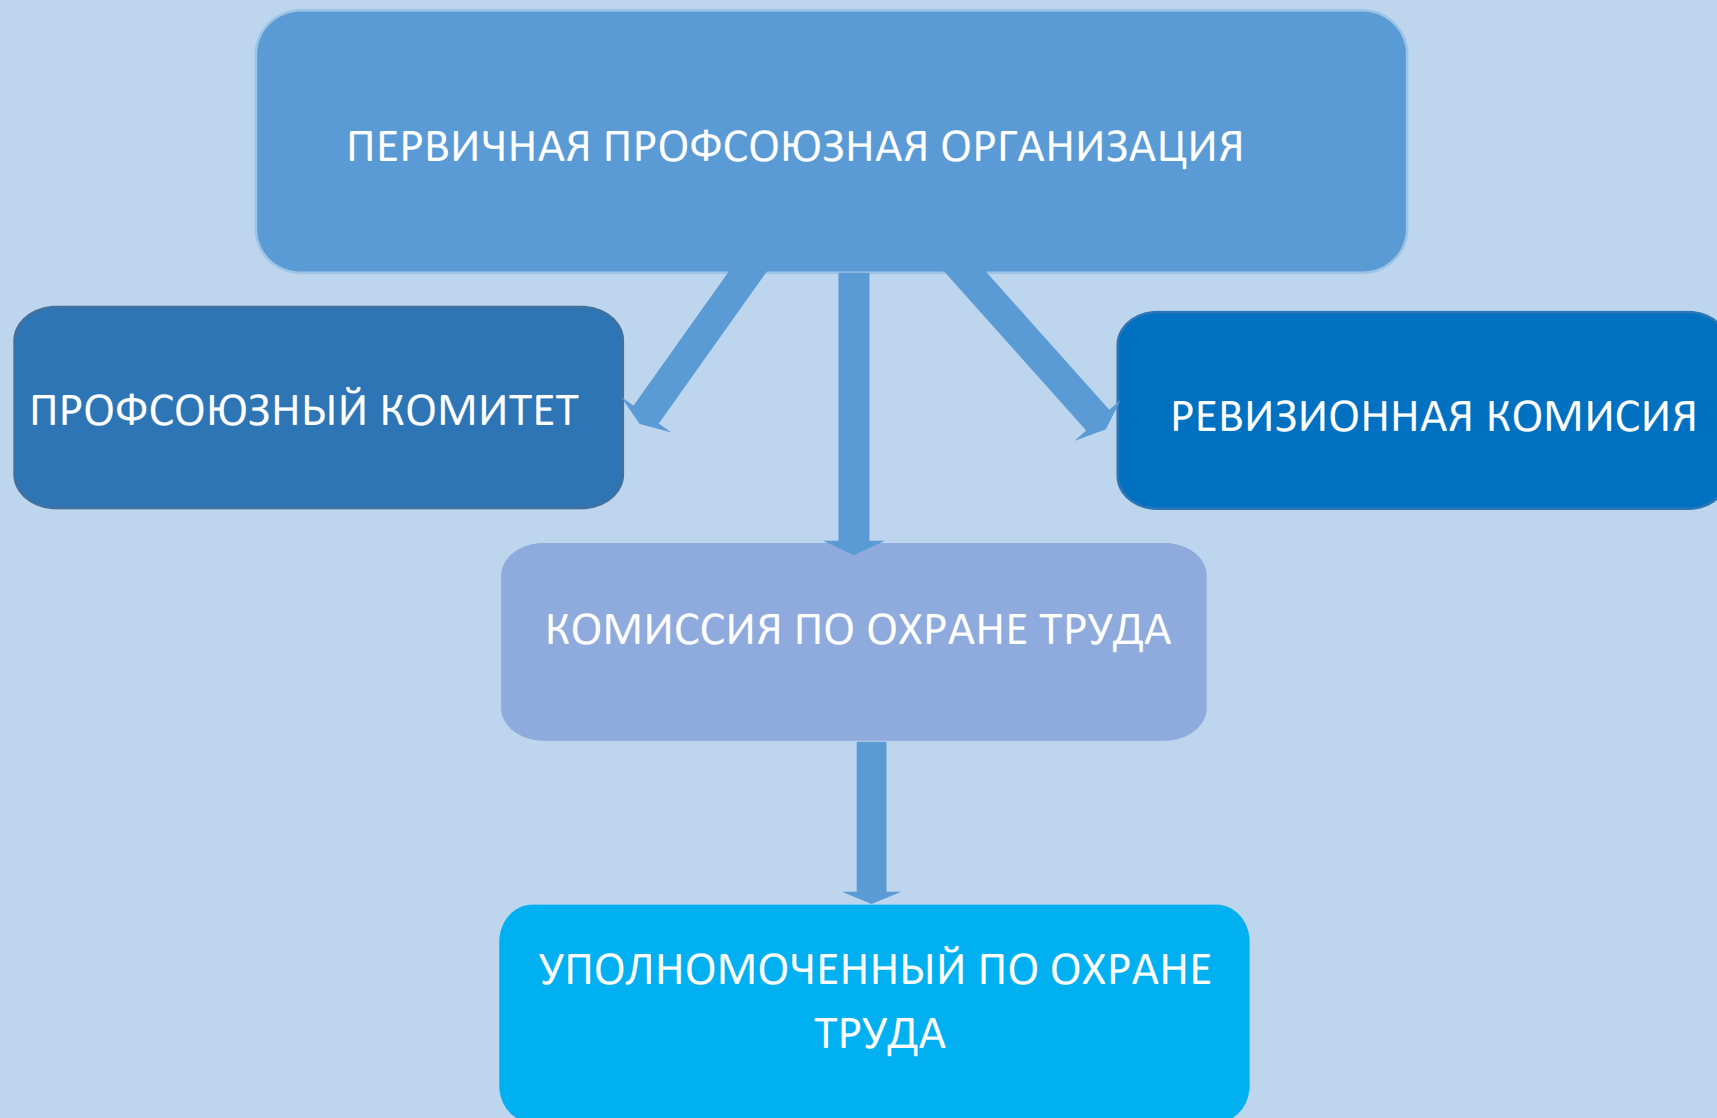 ПЕРВИЧНАЯ ПРОФСОЮЗНАЯ ОРГАНИЗАЦИЯ
ПРОФСОЮЗНЫЙ КОМИТЕТ
РЕВИЗИОННАЯ КОМИСИЯ
КОМИССИЯ ПО ОХРАНЕ ТРУДА
УПОЛНОМОЧЕННЫЙ ПО ОХРАНЕ
ТРУДА